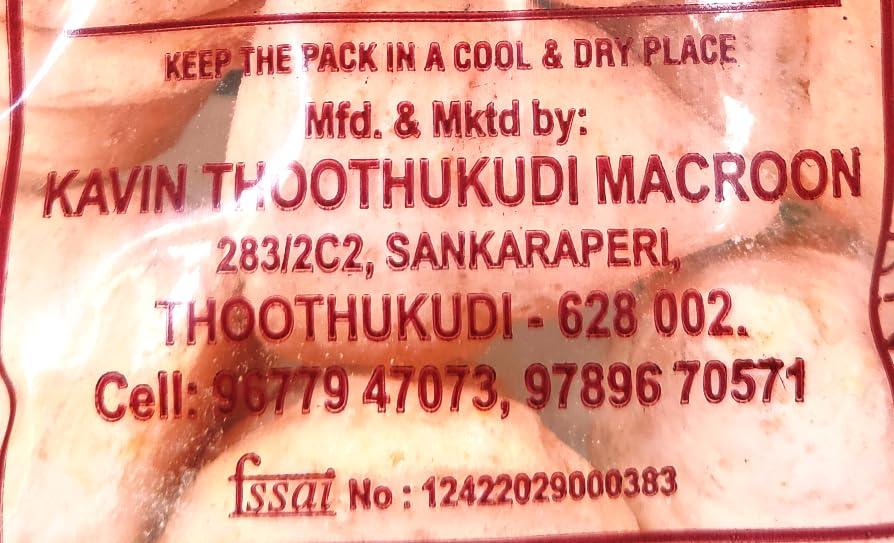 KEEP THE PACK IN A COOL & DRY PLACE
Mfd. & Mktd by:
KAVIN THOOTHUKUDI MACROON
283/2C2, SANKARAPERI,
THOOTHUKUDI - 628 002.
Cell: 96779 47073, 97896 70571
fssai No : 12422029000383